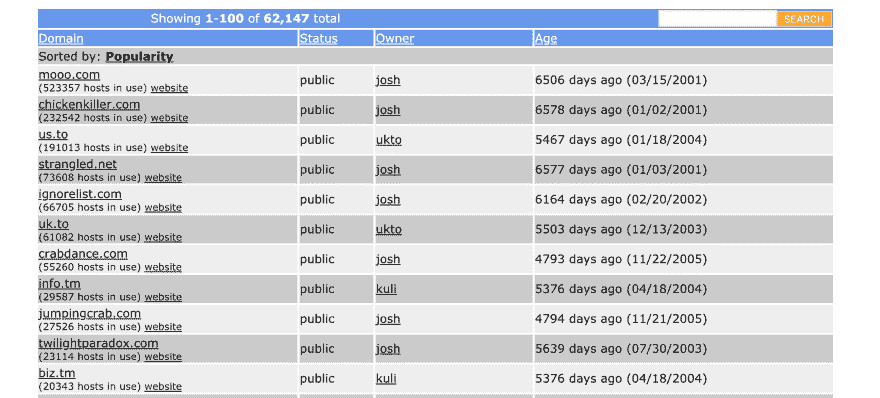 Showing 1-100 of 62,147 total SEARCH
Domain Status Owner Age
Sorted by: Popularity
mooo.com
(523357 hosts in use) website public josh 6506 days ago (03/15/2001)
chickenkiller.com
(232542 hosts in use) website public josh 6578 days ago (01/02/2001)
us.to
(191013 hosts in use) website public ukto 5467 days ago (01/18/2004)
strangled.net
(73608 hosts in use) website public josh 6577 days ago (01/03/2001)
ignorelist.com
(66705 hosts in use) website public josh 6164 days ago (02/20/2002)
uk.to
(61082 hosts in use) website public ukto 5503 days ago (12/13/2003)
crabdance.com
(55260 hosts in use) website public josh 4793 days ago (11/22/2005)
info.tm
(29587 hosts in use) website public kuli 5376 days ago (04/18/2004)
jumpingcrab.com
(27526 hosts in use) website public josh 4794 days ago (11/21/2005)
twilightparadox.com
(23114 hosts in use) website public josh 5639 days ago (07/30/2003)
biz.tm
(20343 hosts in use) website public kuli 5376 days ago (04/18/2004)